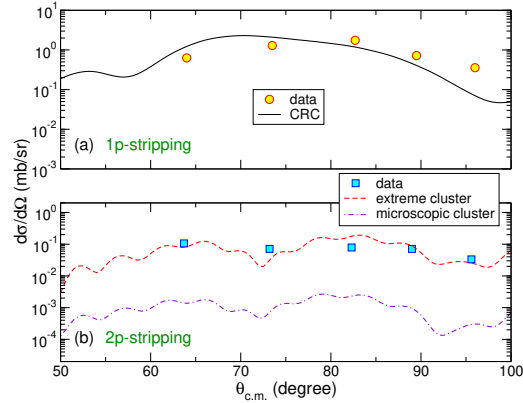 10¹
10⁰
10⁻¹
10⁻²
10⁻³
data
CRC
(a) 1p-stripping
dσ/dΩ (mb/sr)
data
extreme cluster
microscopic cluster
10⁰
10⁻¹
10⁻²
10⁻³
10⁻⁴
(b) 2p-stripping
50 60 70 80 90 100
θc.m. (degree)